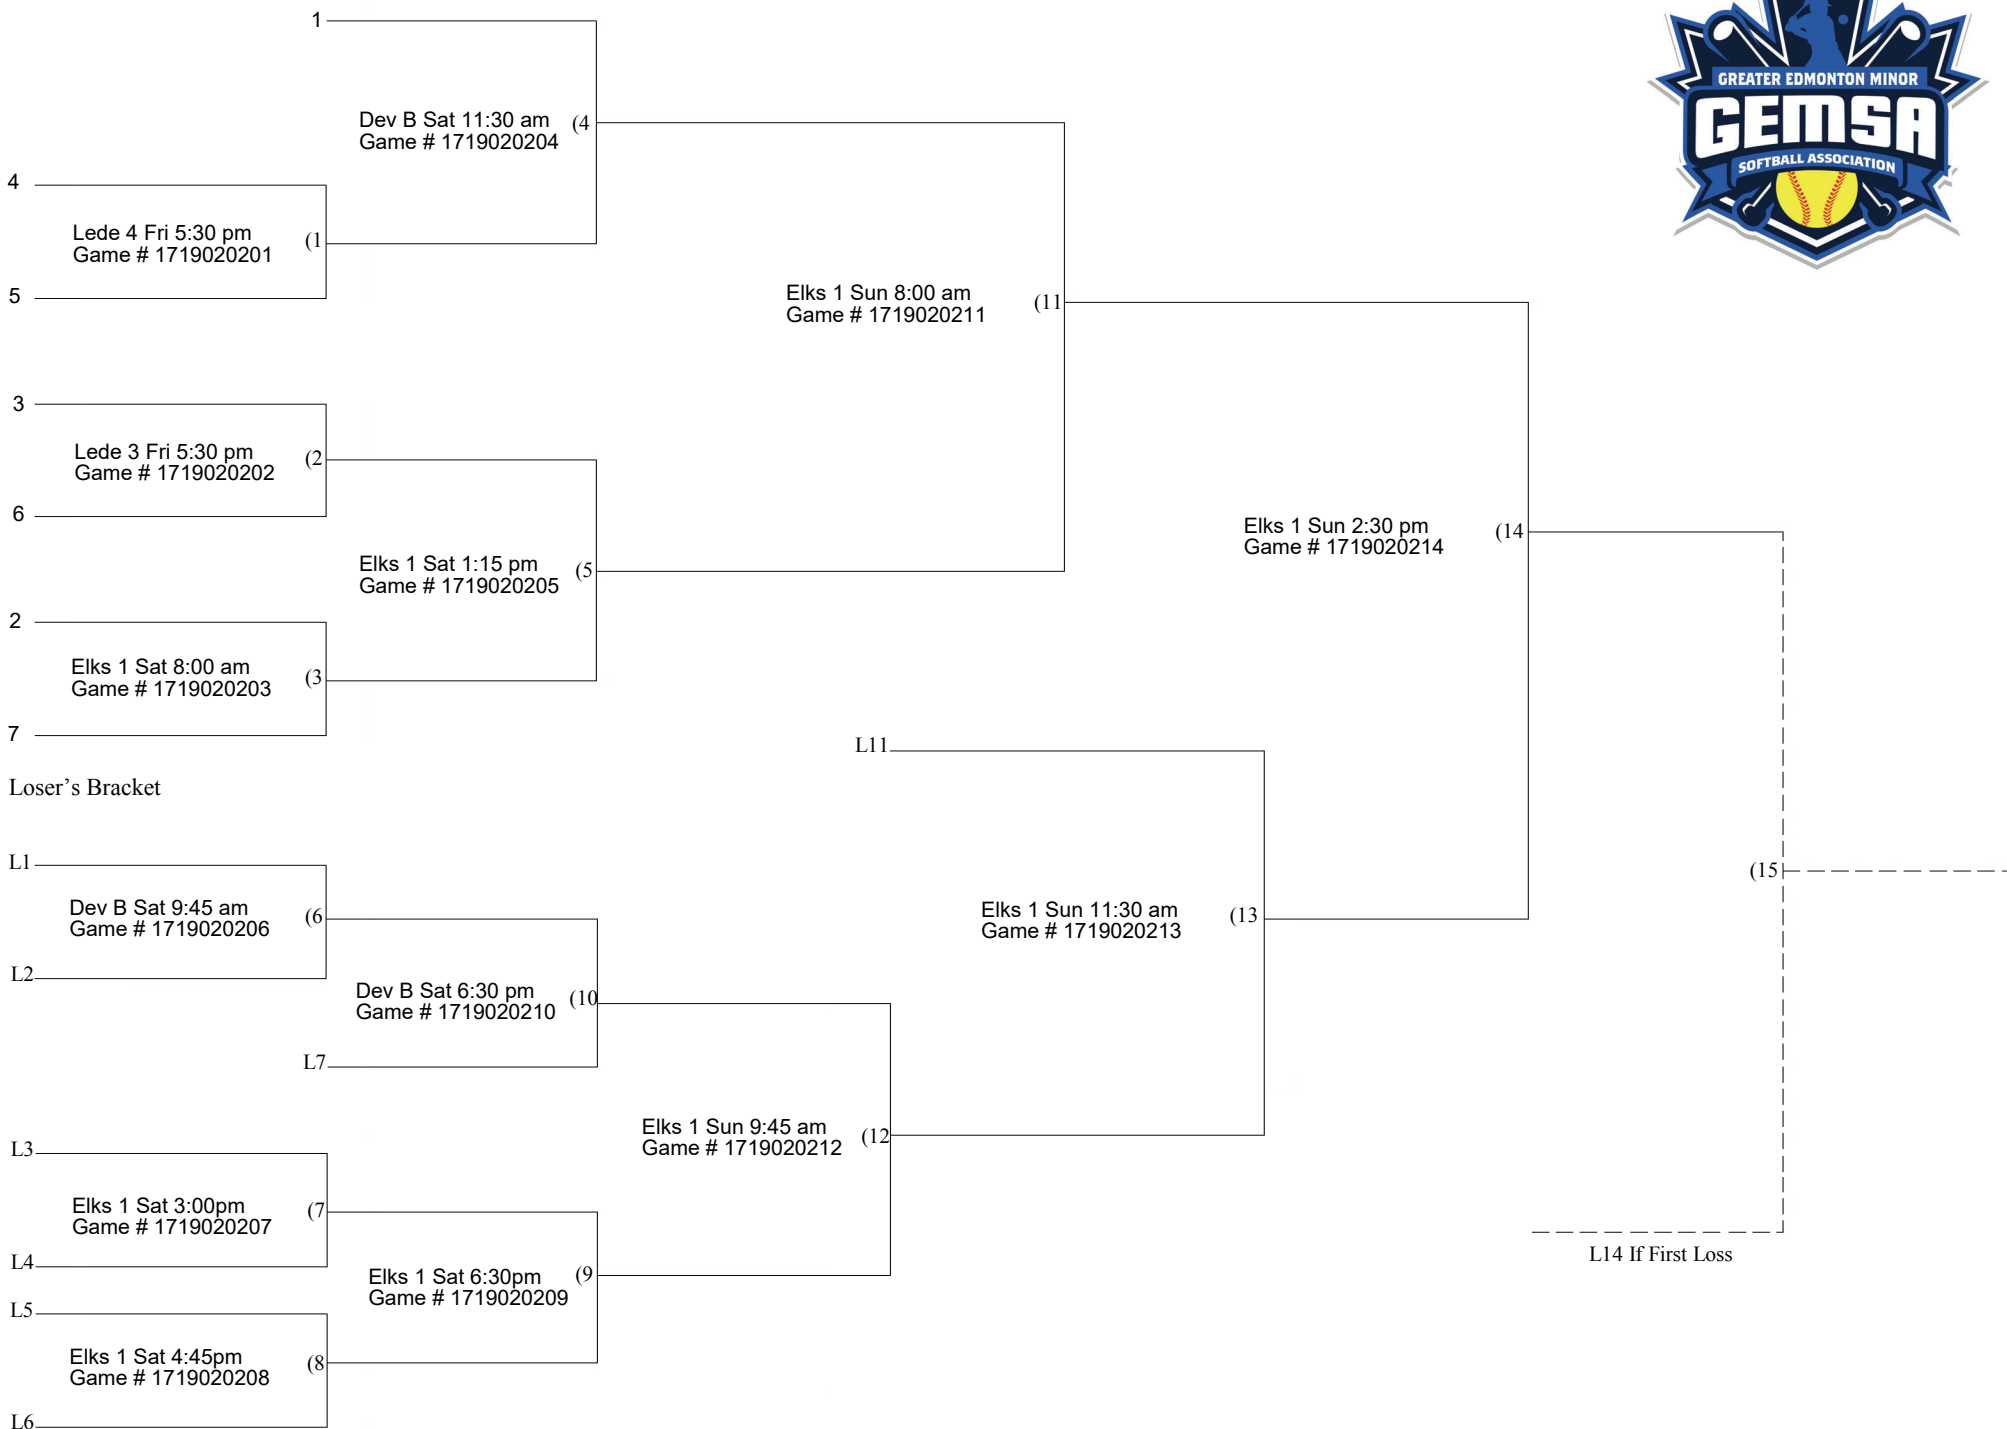 1
Dev B Sat 11:30 am
Game # 1719020204
(4
4
Lede 4 Fri 5:30 pm
Game # 1719020201
(1
5
Elks 1 Sun 8:00 am
Game # 1719020211
(11
3
Lede 3 Fri 5:30 pm
Game # 1719020202
(2
6
Elks 1 Sat 1:15 pm
Game # 1719020205
(5
2
Elks 1 Sat 8:00 am
Game # 1719020203
(3
7
Elks 1 Sun 2:30 pm
Game # 1719020214
(14
Loser’s Bracket
L11
L1
Dev B Sat 9:45 am
Game # 1719020206
(6
L2
Dev B Sat 6:30 pm
Game # 1719020210
(10
L7
Elks 1 Sun 11:30 am
Game # 1719020213
(13
(15
Elks 1 Sun 9:45 am
Game # 1719020212
(12
L3
Elks 1 Sat 3:00pm
Game # 1719020207
(7
L4
Elks 1 Sat 6:30pm
Game # 1719020209
(9
L5
Elks 1 Sat 4:45pm
Game # 1719020208
(8
L6
L14 If First Loss
GREATER EDMONTON MINOR
GEMSA
SOFTBALL ASSOCIATION